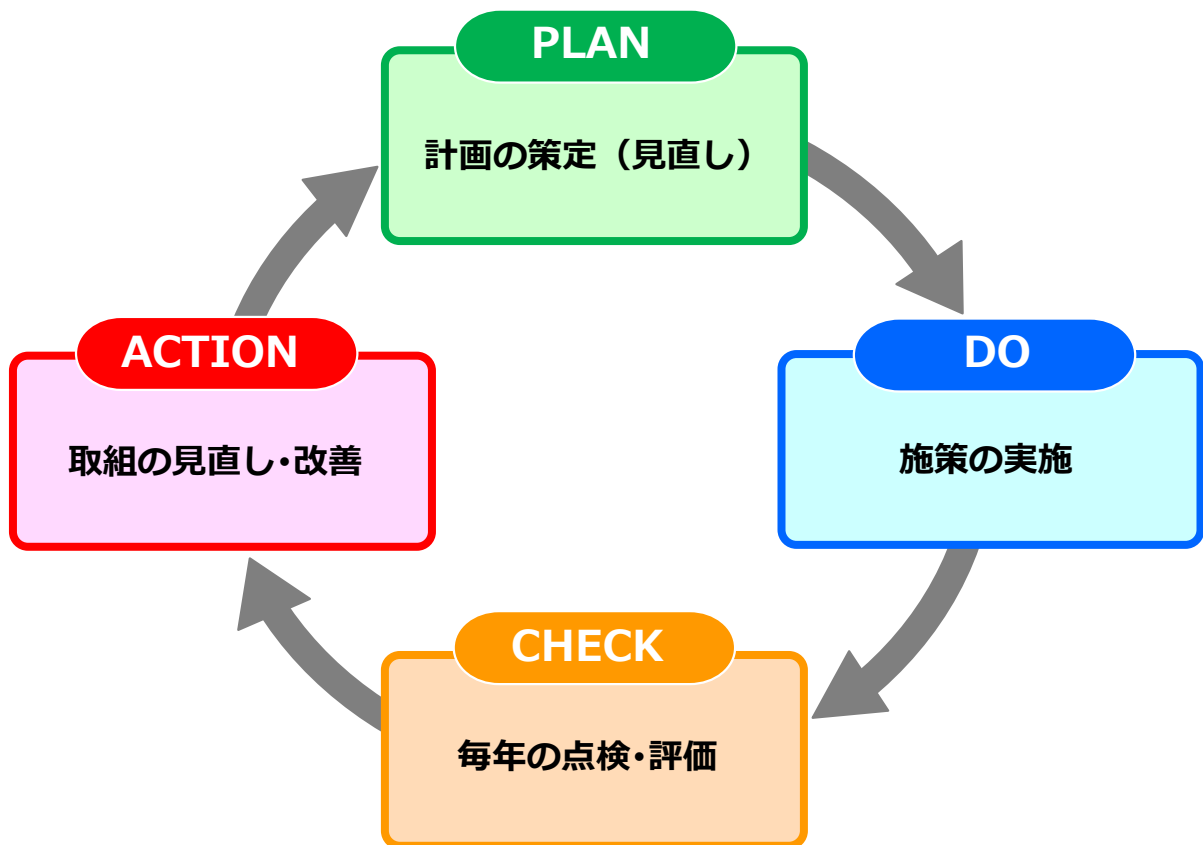 PLAN
計画の策定（見直し）
DO
施策の実施
CHECK
毎年の点検・評価
ACTION
取組の見直し・改善